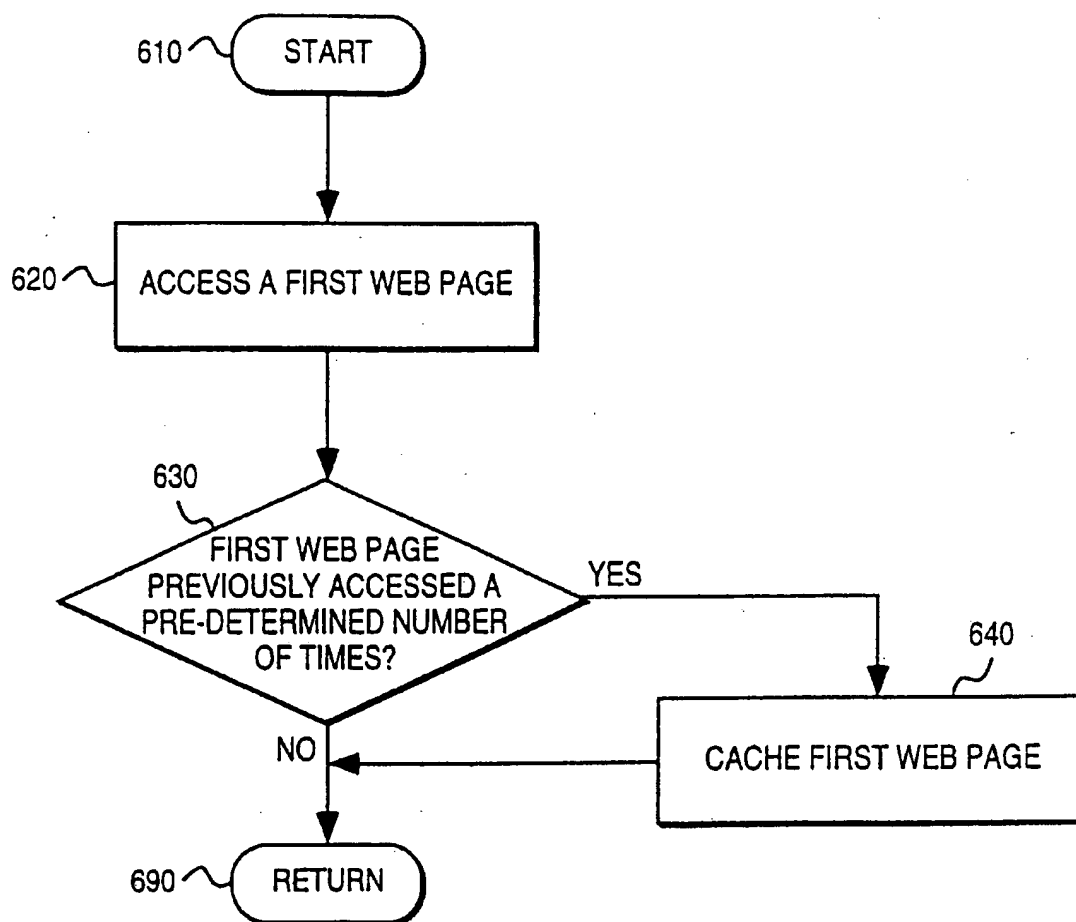 610
START
620
ACCESS A FIRST WEB PAGE
630
FIRST WEB PAGE
PREVIOUSLY ACCESSED A
PRE-DETERMINED NUMBER
OF TIMES?
YES
640
CACHE FIRST WEB PAGE
NO
690
RETURN